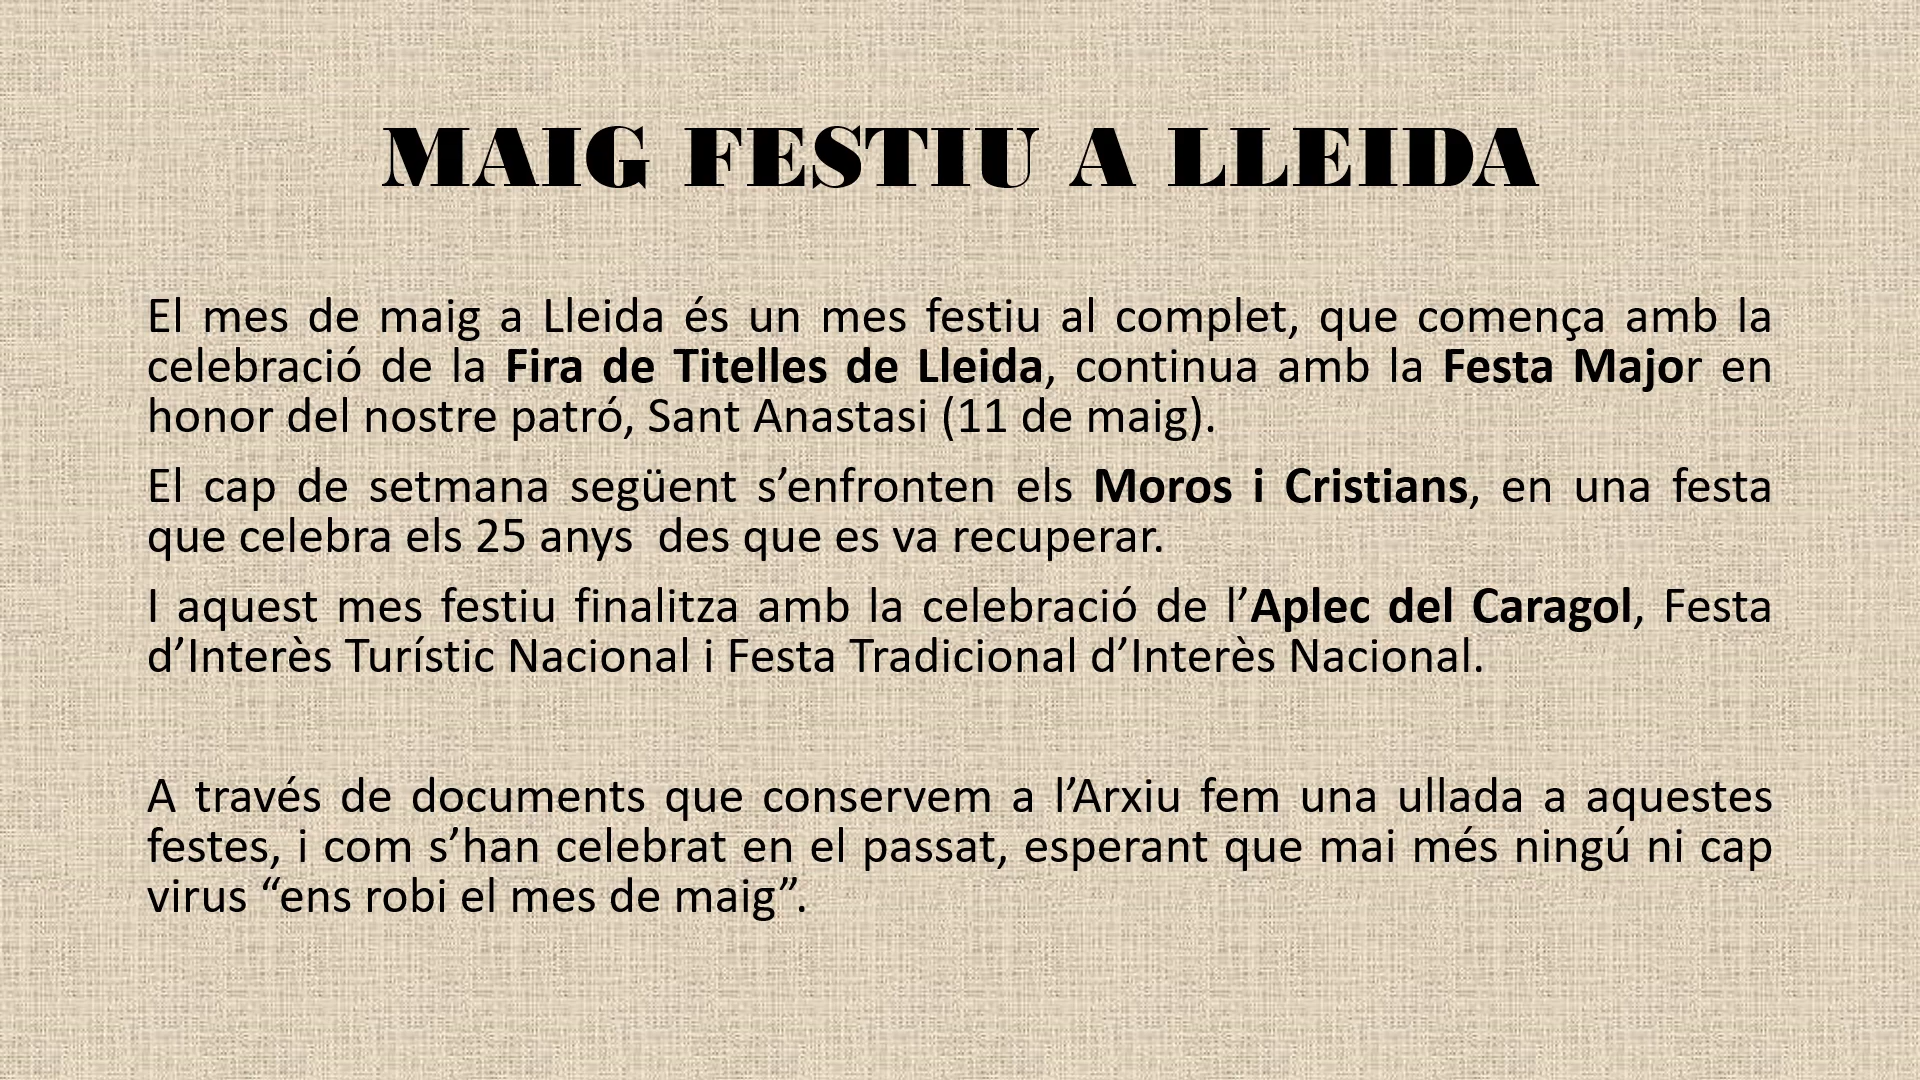 MAIG FESTIU A LLEIDA
El mes de maig a Lleida és un mes festiu al complet, que comença amb la
celebració de la Fira de Titelles de Lleida, continua amb la Festa Major en
honor del nostre patró, Sant Anastasi (11 de maig).
El cap de setmana següent s’enfronten els Moros i Cristians, en una festa
que celebra els 25 anys  des que es va recuperar.
I aquest mes festiu finalitza amb la celebració de l’Aplec del Caragol, Festa
d’Interès Turístic Nacional i Festa Tradicional d’Interès Nacional.
A través de documents que conservem a l’Arxiu fem una ullada a aquestes
festes, i com s’han celebrat en el passat, esperant que mai més ningú ni cap
virus “ens robi el mes de maig”.